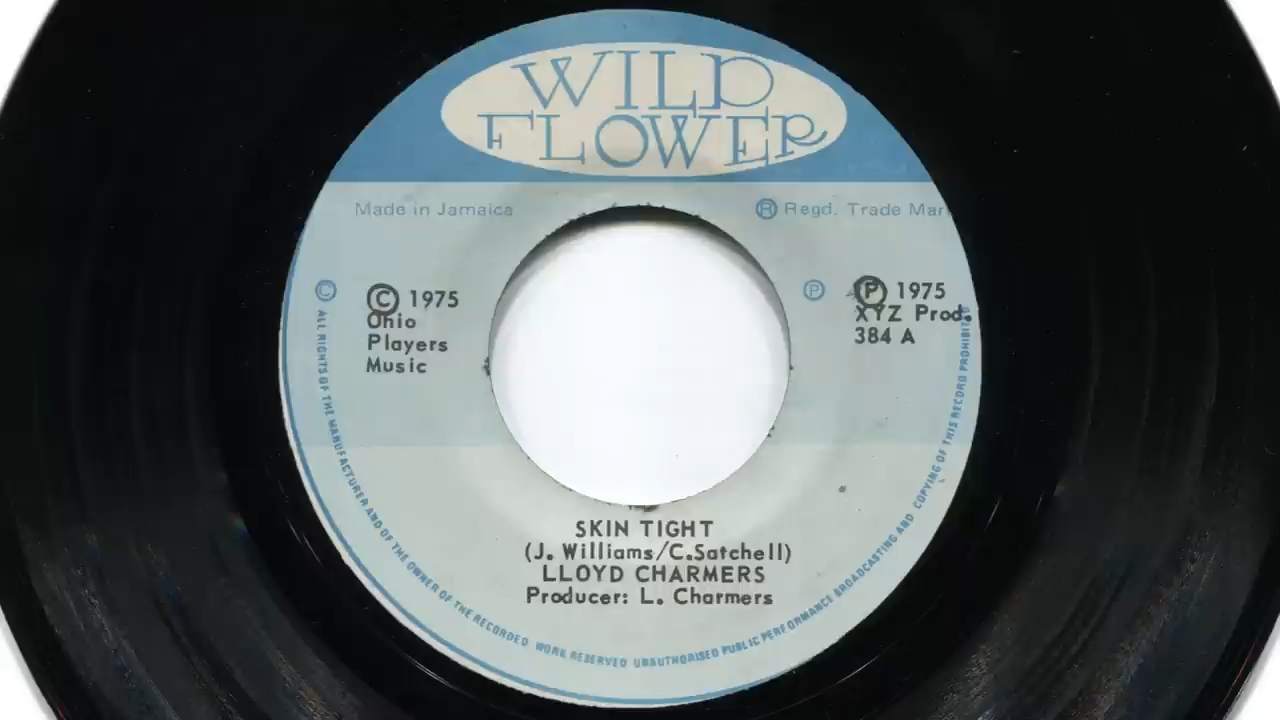 WILD
FLOWER
Made in Jamaica
Ⓡ Regd. Trade Mar
© © 1975
Ohio
Players
Music
Ⓟ Ⓟ 1975
XYZ Prod.
384 A
SKIN TIGHT
(J. Williams/C.Satchell)
LLOYD CHARMERS
Producer: L. Charmers
ALL RIGHTS OF THE MANUFACTURER AND OF THE OWNER OF THE RECORDED WORK RESERVED UNAUTHORISED PUBLIC PERFORMANCE BROADCASTING AND COPYING OF THIS RECORD PROHIBITED